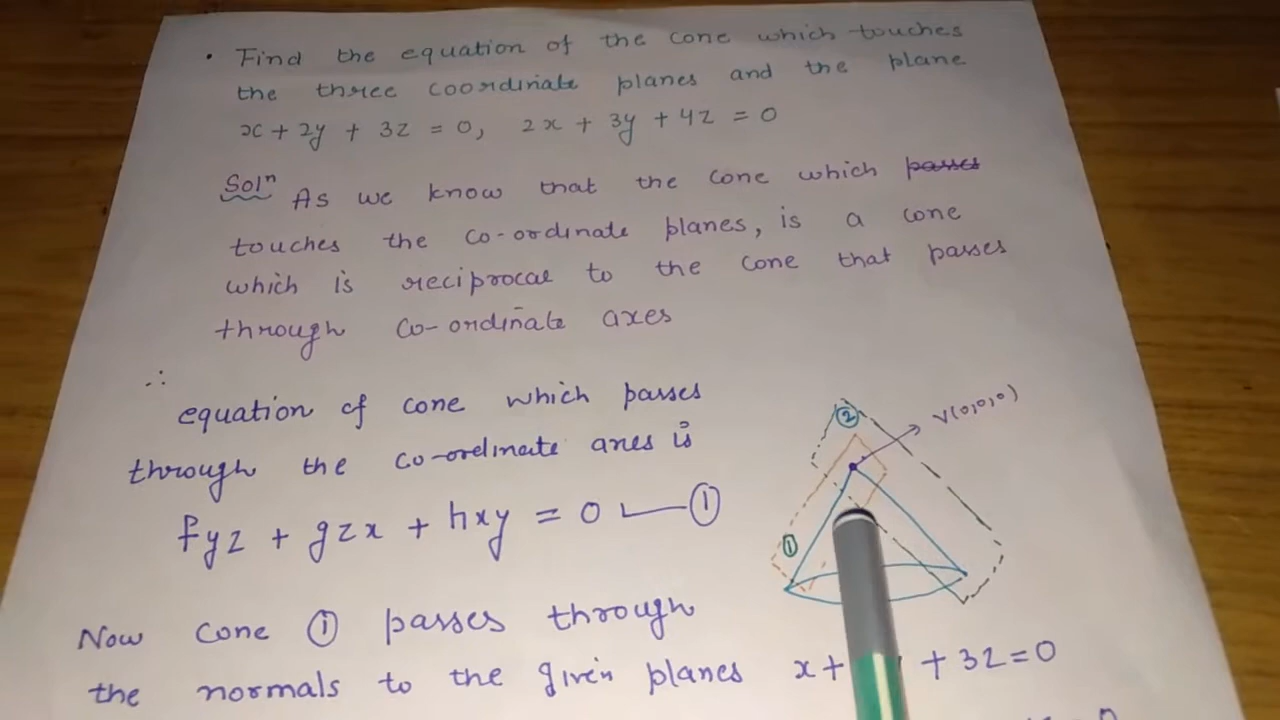 • Find the equation of the cone which touches
the three coordinate planes and the plane
x + 2y + 3z = 0, 2x + 3y + 4z = 0
Solⁿ As we know that the cone which passes
touches the co-ordinate planes, is a cone
which is reciprocal to the cone that passes
through co-ordinate axes
∴
equation of cone which passes
through the co-ordinate axes is
fyz + gzx + hxy = 0 — ①
② V(0,0,0)
①
Now cone ① passes through
the normals to the given planes x + + 3z = 0